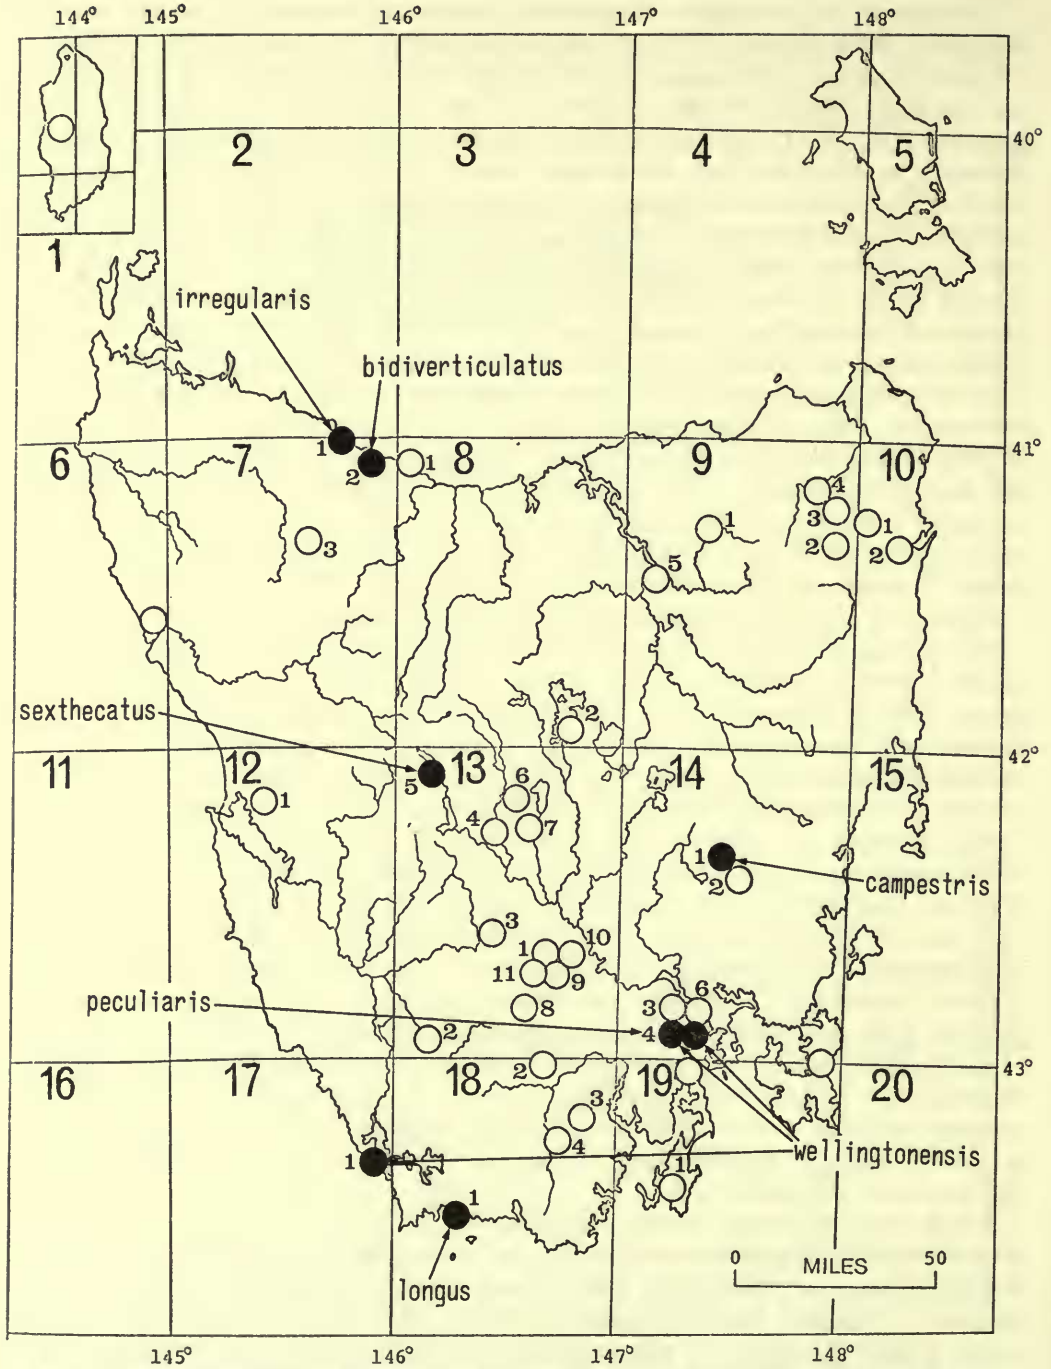 144° 145° 146° 147° 148°
2 3 4 5 40°
1
irregularis
bidiverticulatus
1
6 7 2 1 8 9 10 41°
4
3 1
3 1 2 2
5
sexthecatus 2
11 12 5 13 14 15 42°
1 6
4 7
1
2 campestris
3
1 10
11 9
peculiaris 8 3 6
2 4
16 17 2 18 19 20 43°
3
4
1 1 wellingtonensis
1
longus
0 50
MILES
145° 146° 147° 148°